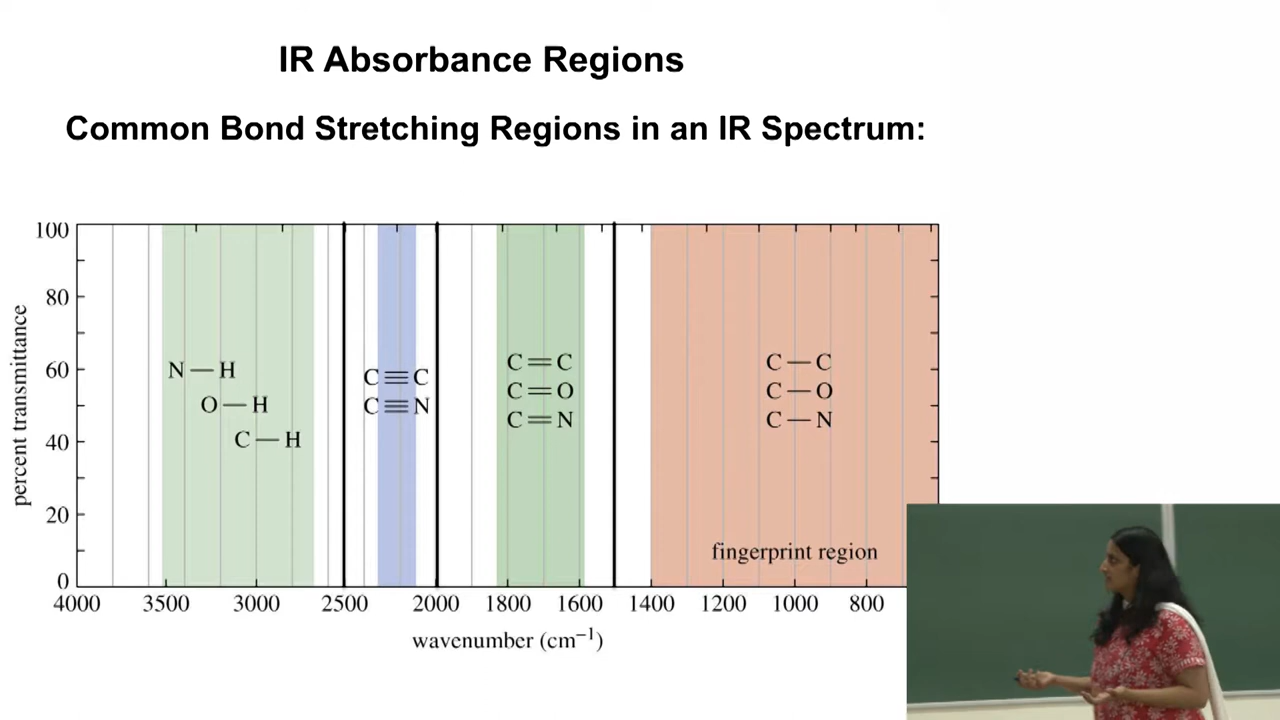 IR Absorbance Regions
Common Bond Stretching Regions in an IR Spectrum:
percent transmittance
100
80
60
40
20
0
N — H
O — H
C — H
C ≡ C
C ≡ N
C = C
C = O
C = N
C — C
C — O
C — N
fingerprint region
4000 3500 3000 2500 2000 1800 1600 1400 1200 1000 800
wavenumber (cm⁻¹)